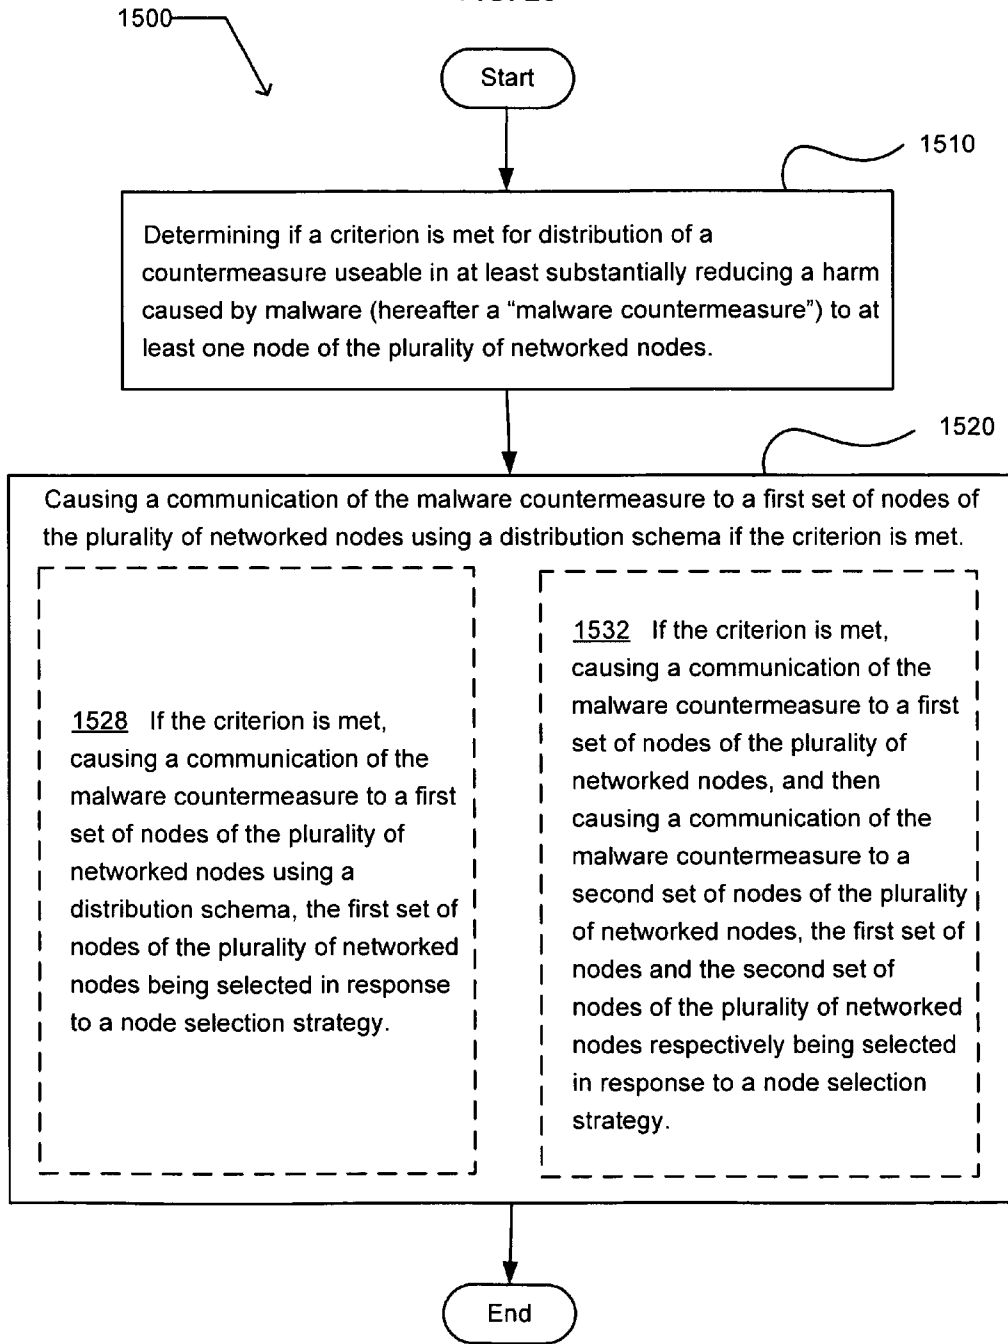 1500
Start
1510
Determining if a criterion is met for distribution of a
countermeasure useable in at least substantially reducing a harm
caused by malware (hereafter a “malware countermeasure”) to at
least one node of the plurality of networked nodes.
1520
Causing a communication of the malware countermeasure to a first set of nodes of
the plurality of networked nodes using a distribution schema if the criterion is met.
1528 If the criterion is met,
causing a communication of the
malware countermeasure to a first
set of nodes of the plurality of
networked nodes using a
distribution schema, the first set of
nodes of the plurality of networked
nodes being selected in response
to a node selection strategy.
1532 If the criterion is met,
causing a communication of the
malware countermeasure to a first
set of nodes of the plurality of
networked nodes, and then
causing a communication of the
malware countermeasure to a
second set of nodes of the plurality
of networked nodes, the first set of
nodes and the second set of
nodes of the plurality of networked
nodes respectively being selected
in response to a node selection
strategy.
End